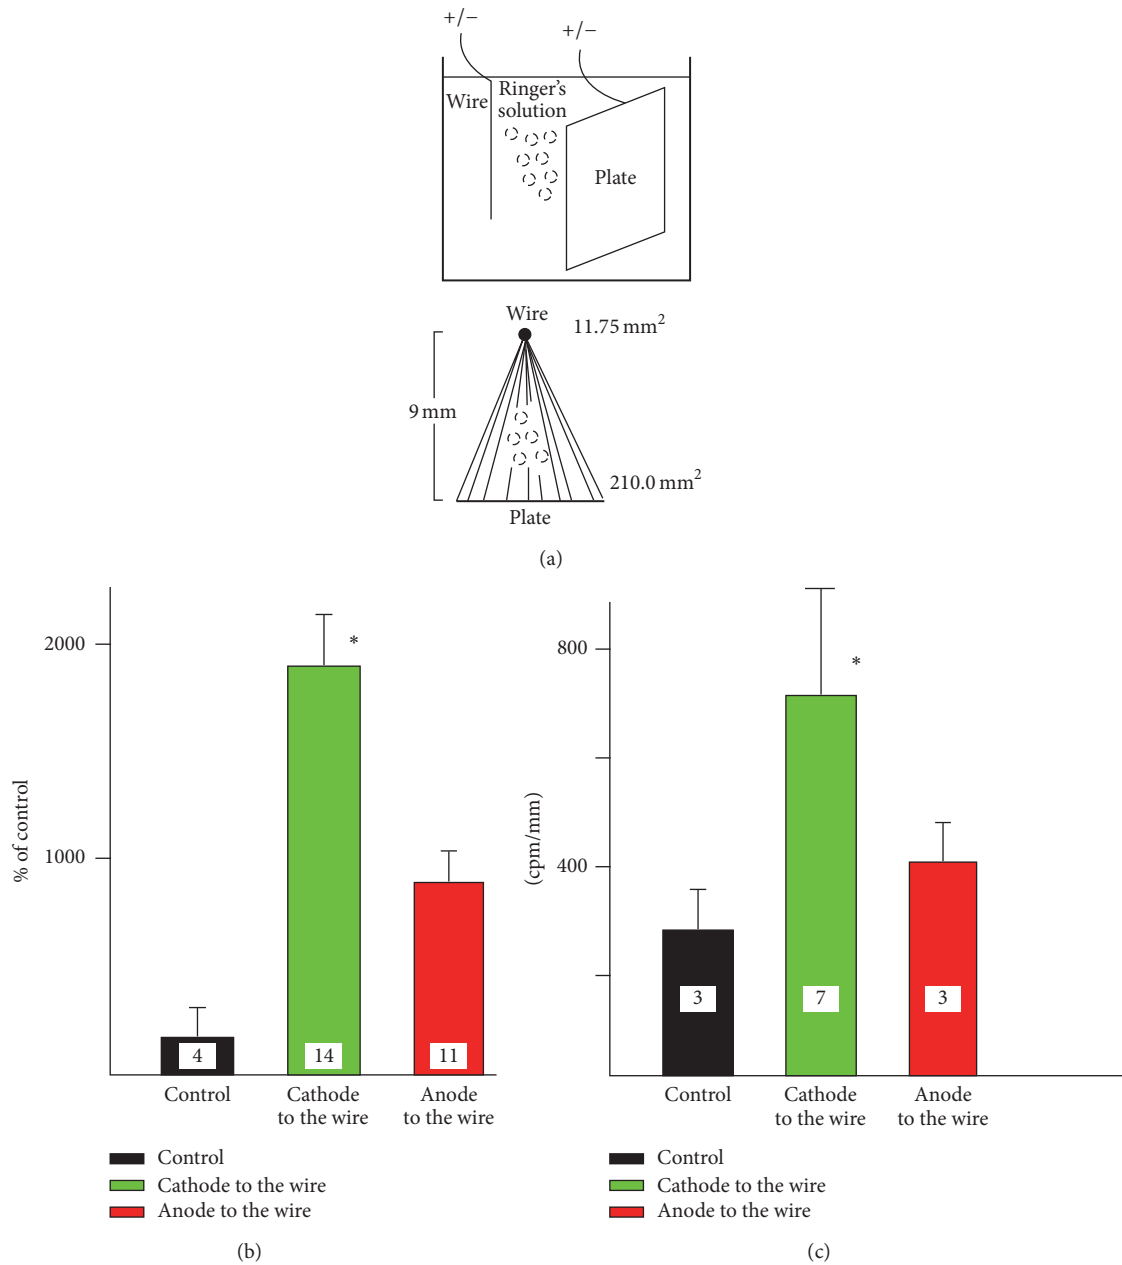 +/−
+/−
Wire
Ringer's
solution
Plate
Wire
11.75 mm²
9 mm
210.0 mm²
Plate
(a)
% of control
2000
1000
*
4
14
11
Control
Cathode
to the wire
Anode
to the wire
Control
Cathode to the wire
Anode to the wire
(b)
(cpm/mm)
800
400
*
3
7
3
Control
Cathode
to the wire
Anode
to the wire
Control
Cathode to the wire
Anode to the wire
(c)